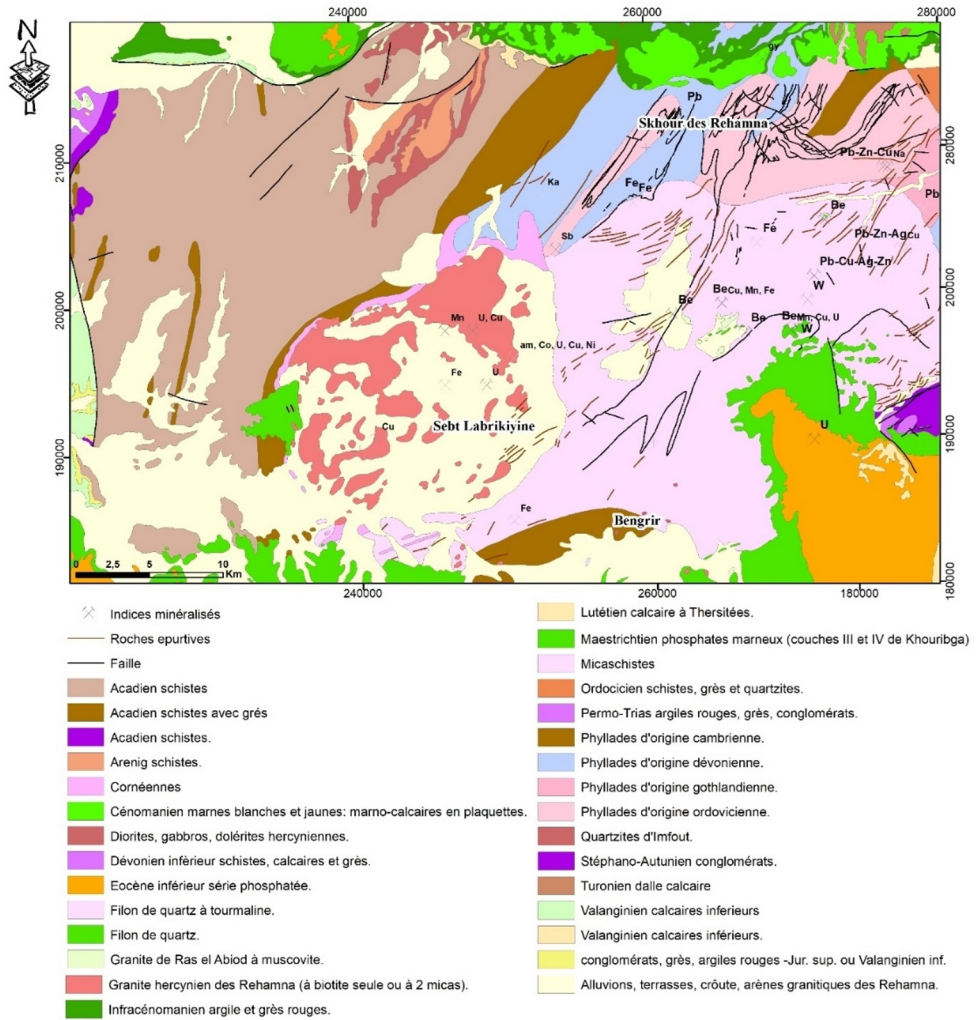 N
240000 260000 280000
gy
Pb
Skhour des Rehamna
Pb-Zn-Cu Na
280000
210000
Ka
Fe Fe
Pb
Be
Fe
Pb-Zn-Ag Cu
Sb
Pb-Cu-Ag-Zn
W
Be Cu, Mn, Fe
Be
200000
200000
Mn U, Cu
Be
Be Mn, Cu, U
W
am, Co, U, Cu, Ni
Fe U
Cu
Sebt Labrikiyine
U
190000
190000
Fe
Bengrir
0 2,5 5 10
Km
180000
240000 260000 180000
Indices minéralisés
Roches epurtives
Faille
Acadien schistes
Acadien schistes avec grés
Acadien schistes.
Arenig schistes.
Cornéennes
Cénomanien marnes blanches et jaunes: marno-calcaires en plaquettes.
Diorites, gabbros, dolérites hercyniennes.
Dévonien infèrieur schistes, calcaires et grès.
Eocène inférieur série phosphatée.
Filon de quartz à tourmaline.
Filon de quartz.
Granite de Ras el Abiod à muscovite.
Granite hercynien des Rehamna (à biotite seule ou à 2 micas).
Infracénomanien argile et grès rouges.
Lutétien calcaire à Thersitées.
Maestrichtien phosphates marneux (couches III et IV de Khouribga)
Micaschistes
Ordocicien schistes, grès et quartzites.
Permo-Trias argiles rouges, grès, conglomérats.
Phyllades d'origine cambrienne.
Phyllades d'origine dévonienne.
Phyllades d'origine gothlandienne.
Phyllades d'origine ordovicienne.
Quartzites d'Imfout.
Stéphano-Autunien conglomérats.
Turonien dalle calcaire
Valanginien calcaires inferieurs
Valanginien calcaires inférieurs.
conglomérats, grès, argiles rouges -Jur. sup. ou Valanginien inf.
Alluvions, terrasses, croûte, arènes granitiques des Rehamna.